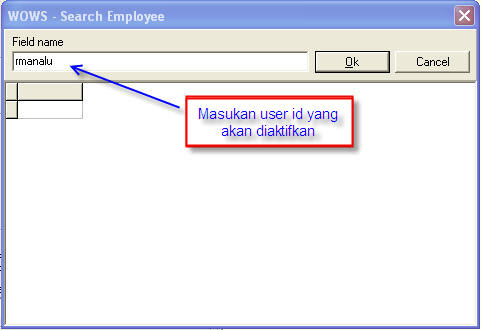 WOWS - Search Employee
Field name
rmanalu
Ok
Cancel
Masukan user id yang
akan diaktifkan